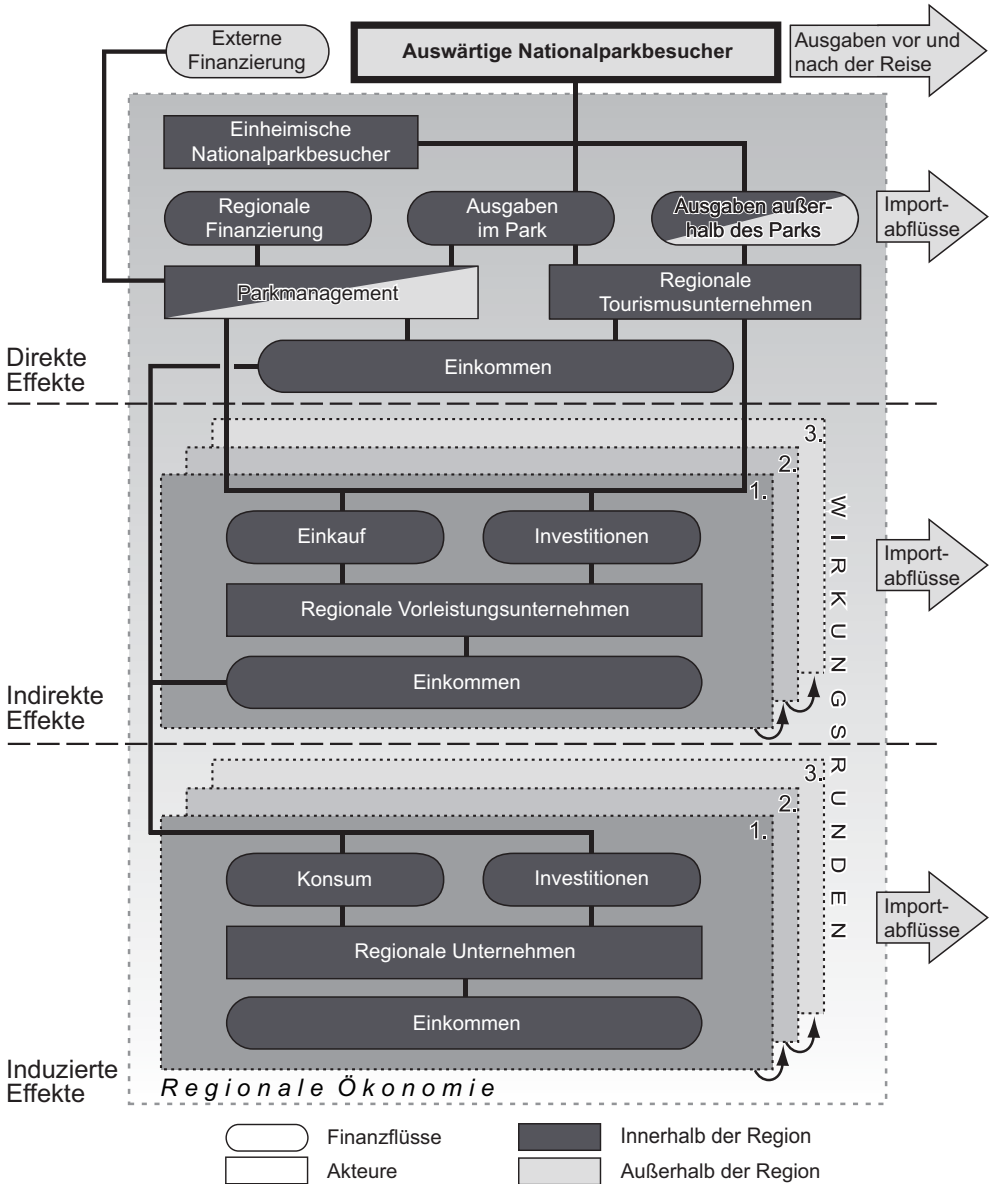 Externe
Finanzierung
Auswärtige Nationalparkbesucher
Ausgaben vor und
nach der Reise
Einheimische
Nationalparkbesucher
Regionale
Finanzierung
Ausgaben
im Park
Ausgaben außer-
halb des Parks
Import-
abflüsse
Parkmanagement
Regionale
Tourismusunternehmen
Einkommen
Direkte
Effekte
3.
2.
1.
Einkauf
Investitionen
Regionale Vorleistungsunternehmen
Einkommen
Import-
abflüsse
WIRKUNGSRUNDEN
Indirekte
Effekte
3.
2.
1.
Konsum
Investitionen
Regionale Unternehmen
Einkommen
Import-
abflüsse
Induzierte
Effekte
Regionale Ökonomie
Finanzflüsse
Innerhalb der Region
Akteure
Außerhalb der Region